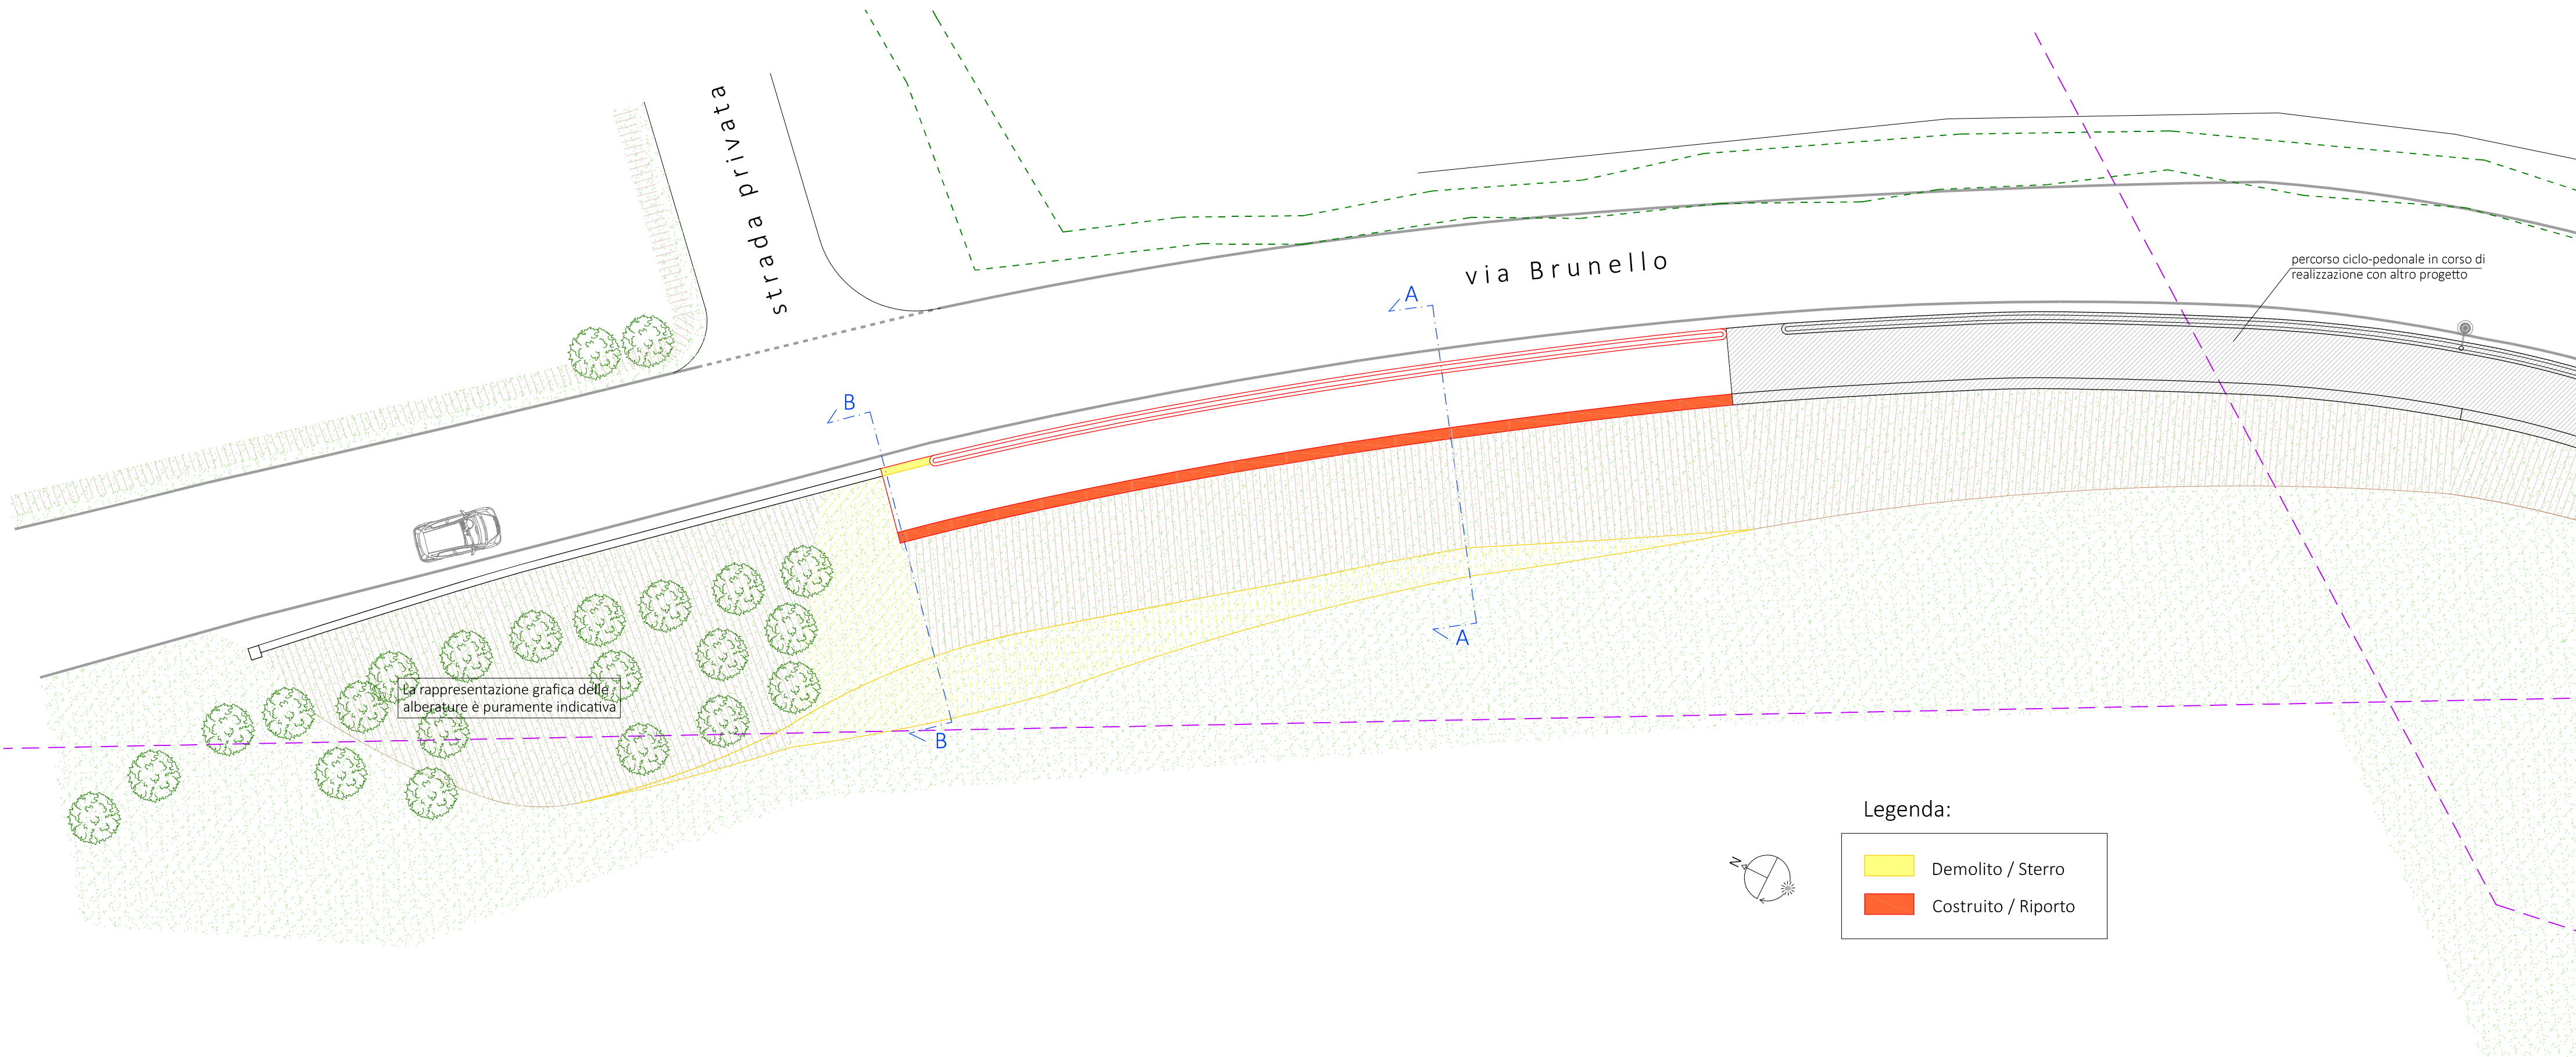 strada privata
via Brunello
percorso ciclo-pedonale in corso di
realizzazione con altro progetto
A
B
A
B
La rappresentazione grafica delle
alberature è puramente indicativa
Legenda:
N
Demolito / Sterro
Costruito / Riporto